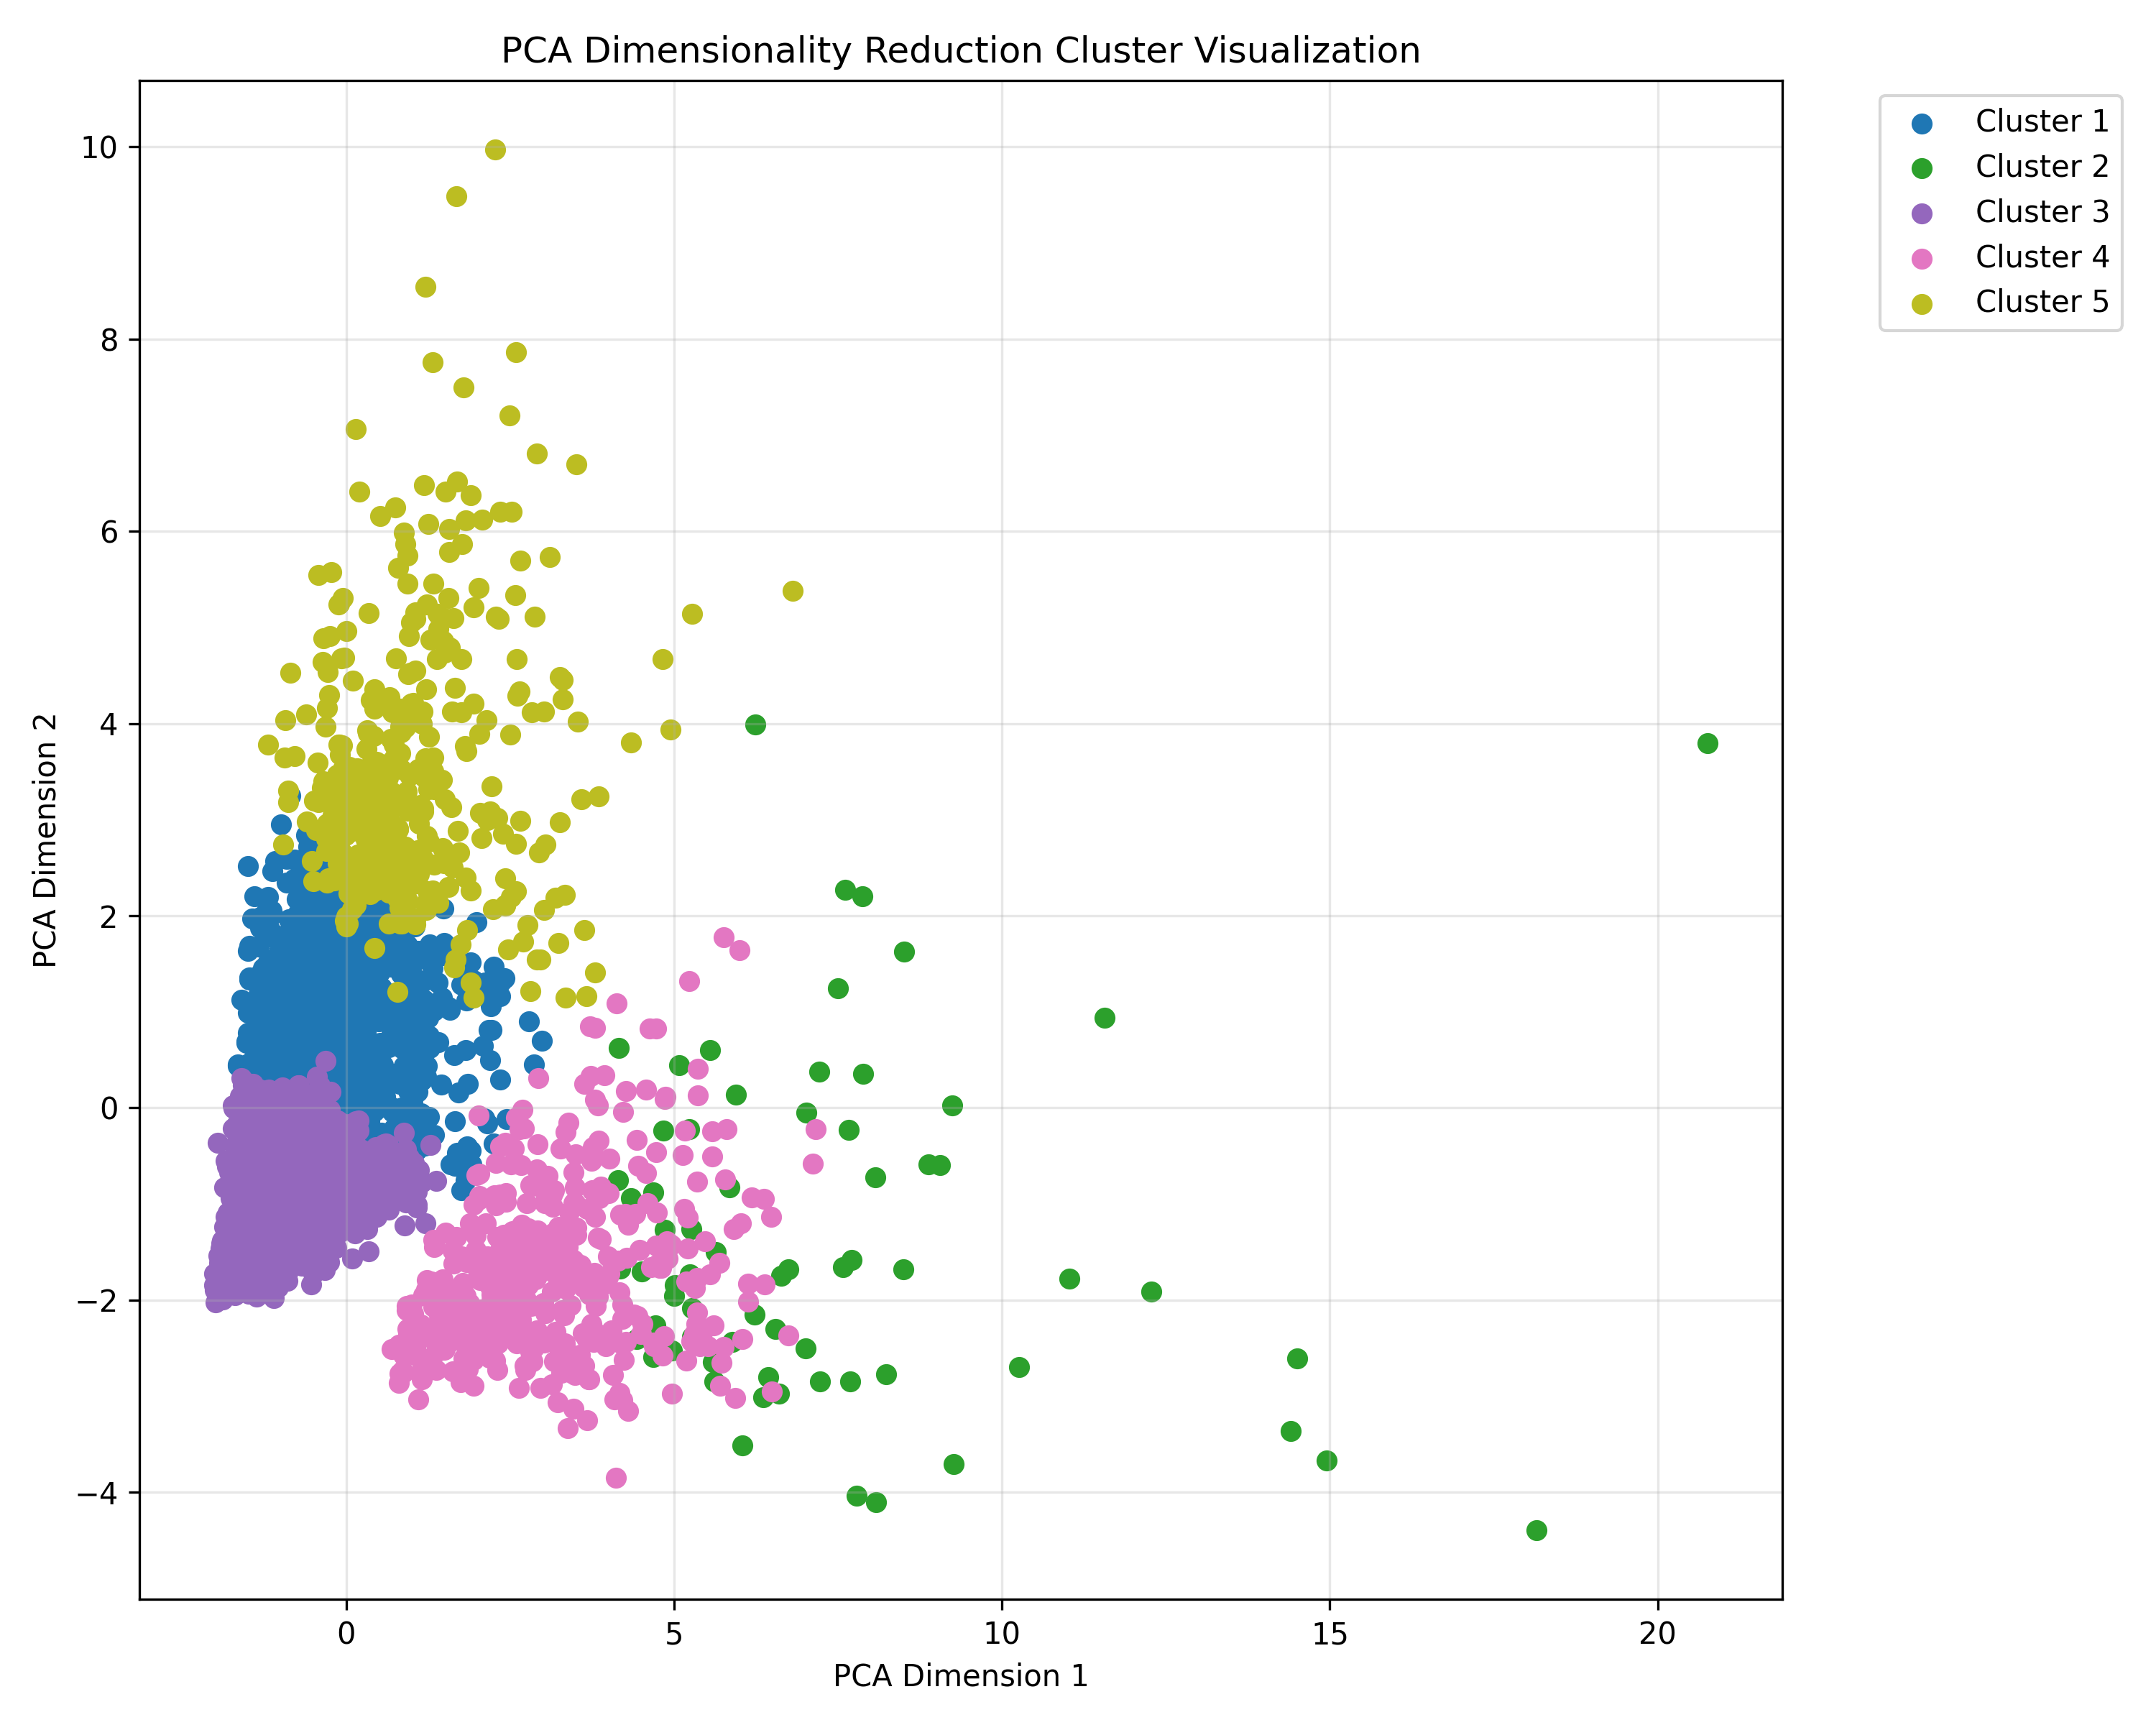 PCA Dimensionality Reduction Cluster Visualization
Cluster 1
Cluster 2
Cluster 3
Cluster 4
Cluster 5
PCA Dimension 2
10
8
6
4
2
0
−2
−4
0 5 10 15 20
PCA Dimension 1